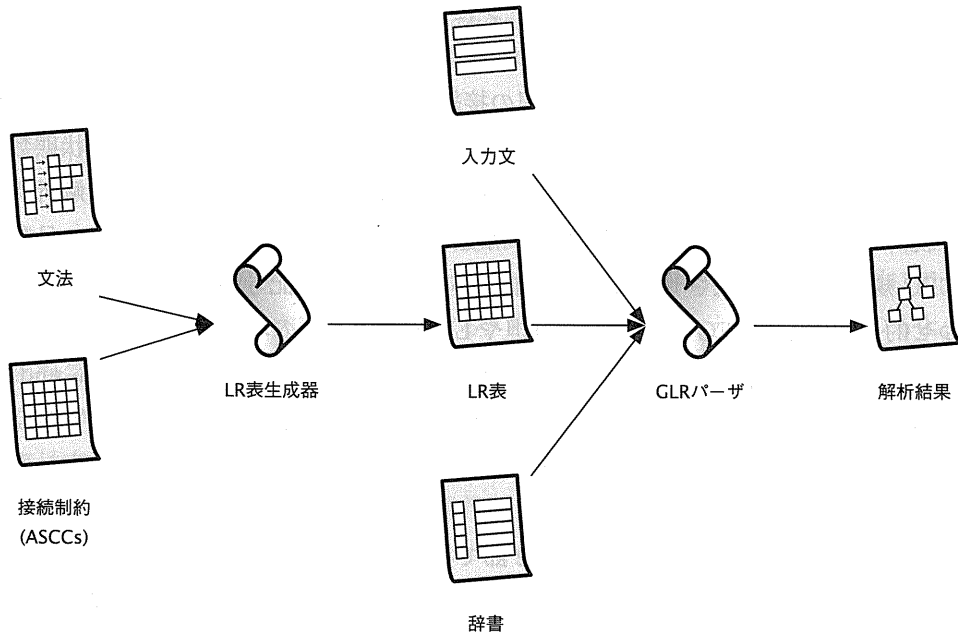 入力文
文法
LR表生成器
LR表
GLRパーザ
解析結果
接続制約
(ASCCs)
辞書